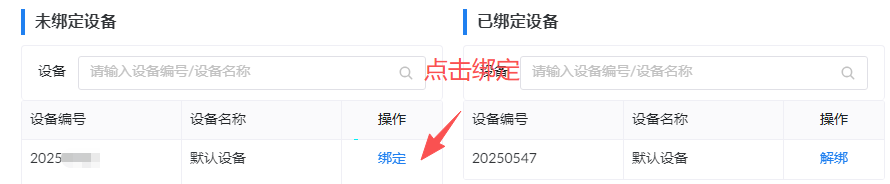 未绑定设备
设备 请输入设备编号/设备名称
设备编号 设备名称 操作
2025 默认设备 绑定
点击绑定
已绑定设备
设备 请输入设备编号/设备名称
设备编号 设备名称 操作
20250547 默认设备 解绑